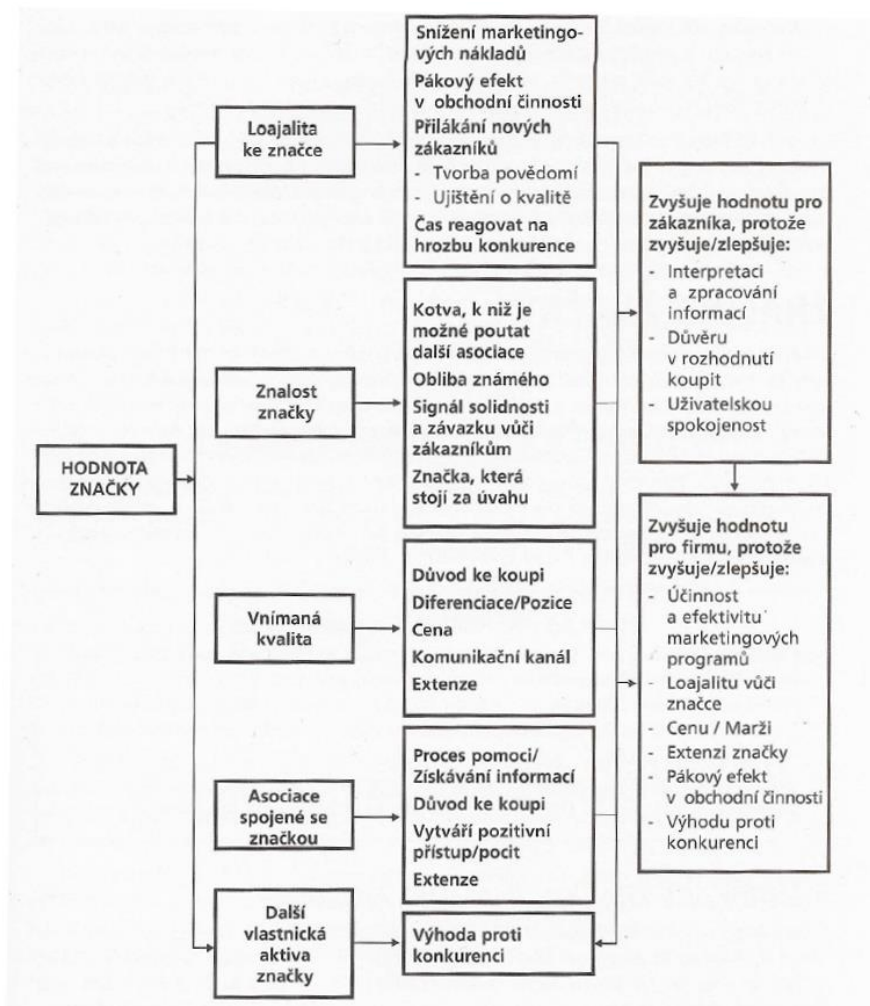 Snížení marketingo-
vých nákladů
Pákový efekt
v obchodní činnosti
Přilákání nových
zákazníků
- Tvorba povědomí
- Ujištění o kvalitě
Čas reagovat na
hrozbu konkurence
Loajalita
ke značce
Zvyšuje hodnotu pro
zákazníka, protože
zvyšuje/zlepšuje:
- Interpretaci
a zpracování
informací
- Důvěru
v rozhodnutí
koupit
- Uživatelskou
spokojenost
Kotva, k níž je
možné poutat
další asociace
Obliba známého
Signál solidnosti
a závazku vůči
zákazníkům
Značka, která
stojí za úvahu
Znalost
značky
HODNOTA
ZNAČKY
Zvyšuje hodnotu
pro firmu, protože
zvyšuje/zlepšuje:
- Účinnost
a efektivitu
marketingových
programů
- Loajalitu vůči
značce
- Cenu / Marži
- Extenzi značky
- Pákový efekt
v obchodní činnosti
- Výhodu proti
konkurenci
Důvod ke koupi
Diferenciace/Pozice
Cena
Komunikační kanál
Extenze
Vnímaná
kvalita
Proces pomoci/
Získávání informací
Důvod ke koupi
Vytváří pozitivní
přístup/pocit
Extenze
Asociace
spojené se
značkou
Další
vlastnická
aktiva
značky
Výhoda proti
konkurenci